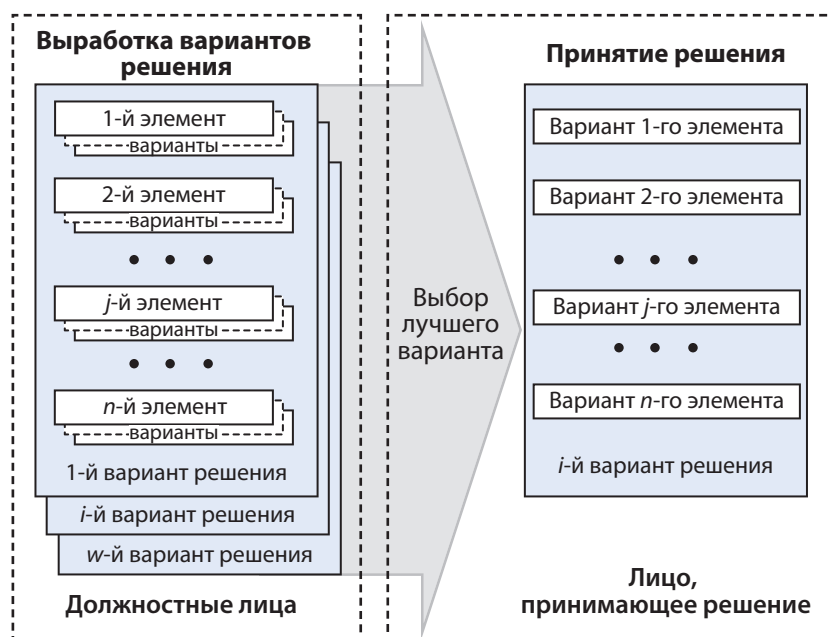 Выработка вариантов
решения
1-й элемент
варианты
2-й элемент
варианты
j-й элемент
варианты
n-й элемент
варианты
1-й вариант решения
i-й вариант решения
w-й вариант решения
Должностные лица
Выбор
лучшего
варианта
Принятие решения
Вариант 1-го элемента
Вариант 2-го элемента
Вариант j-го элемента
Вариант n-го элемента
i-й вариант решения
Лицо,
принимающее решение